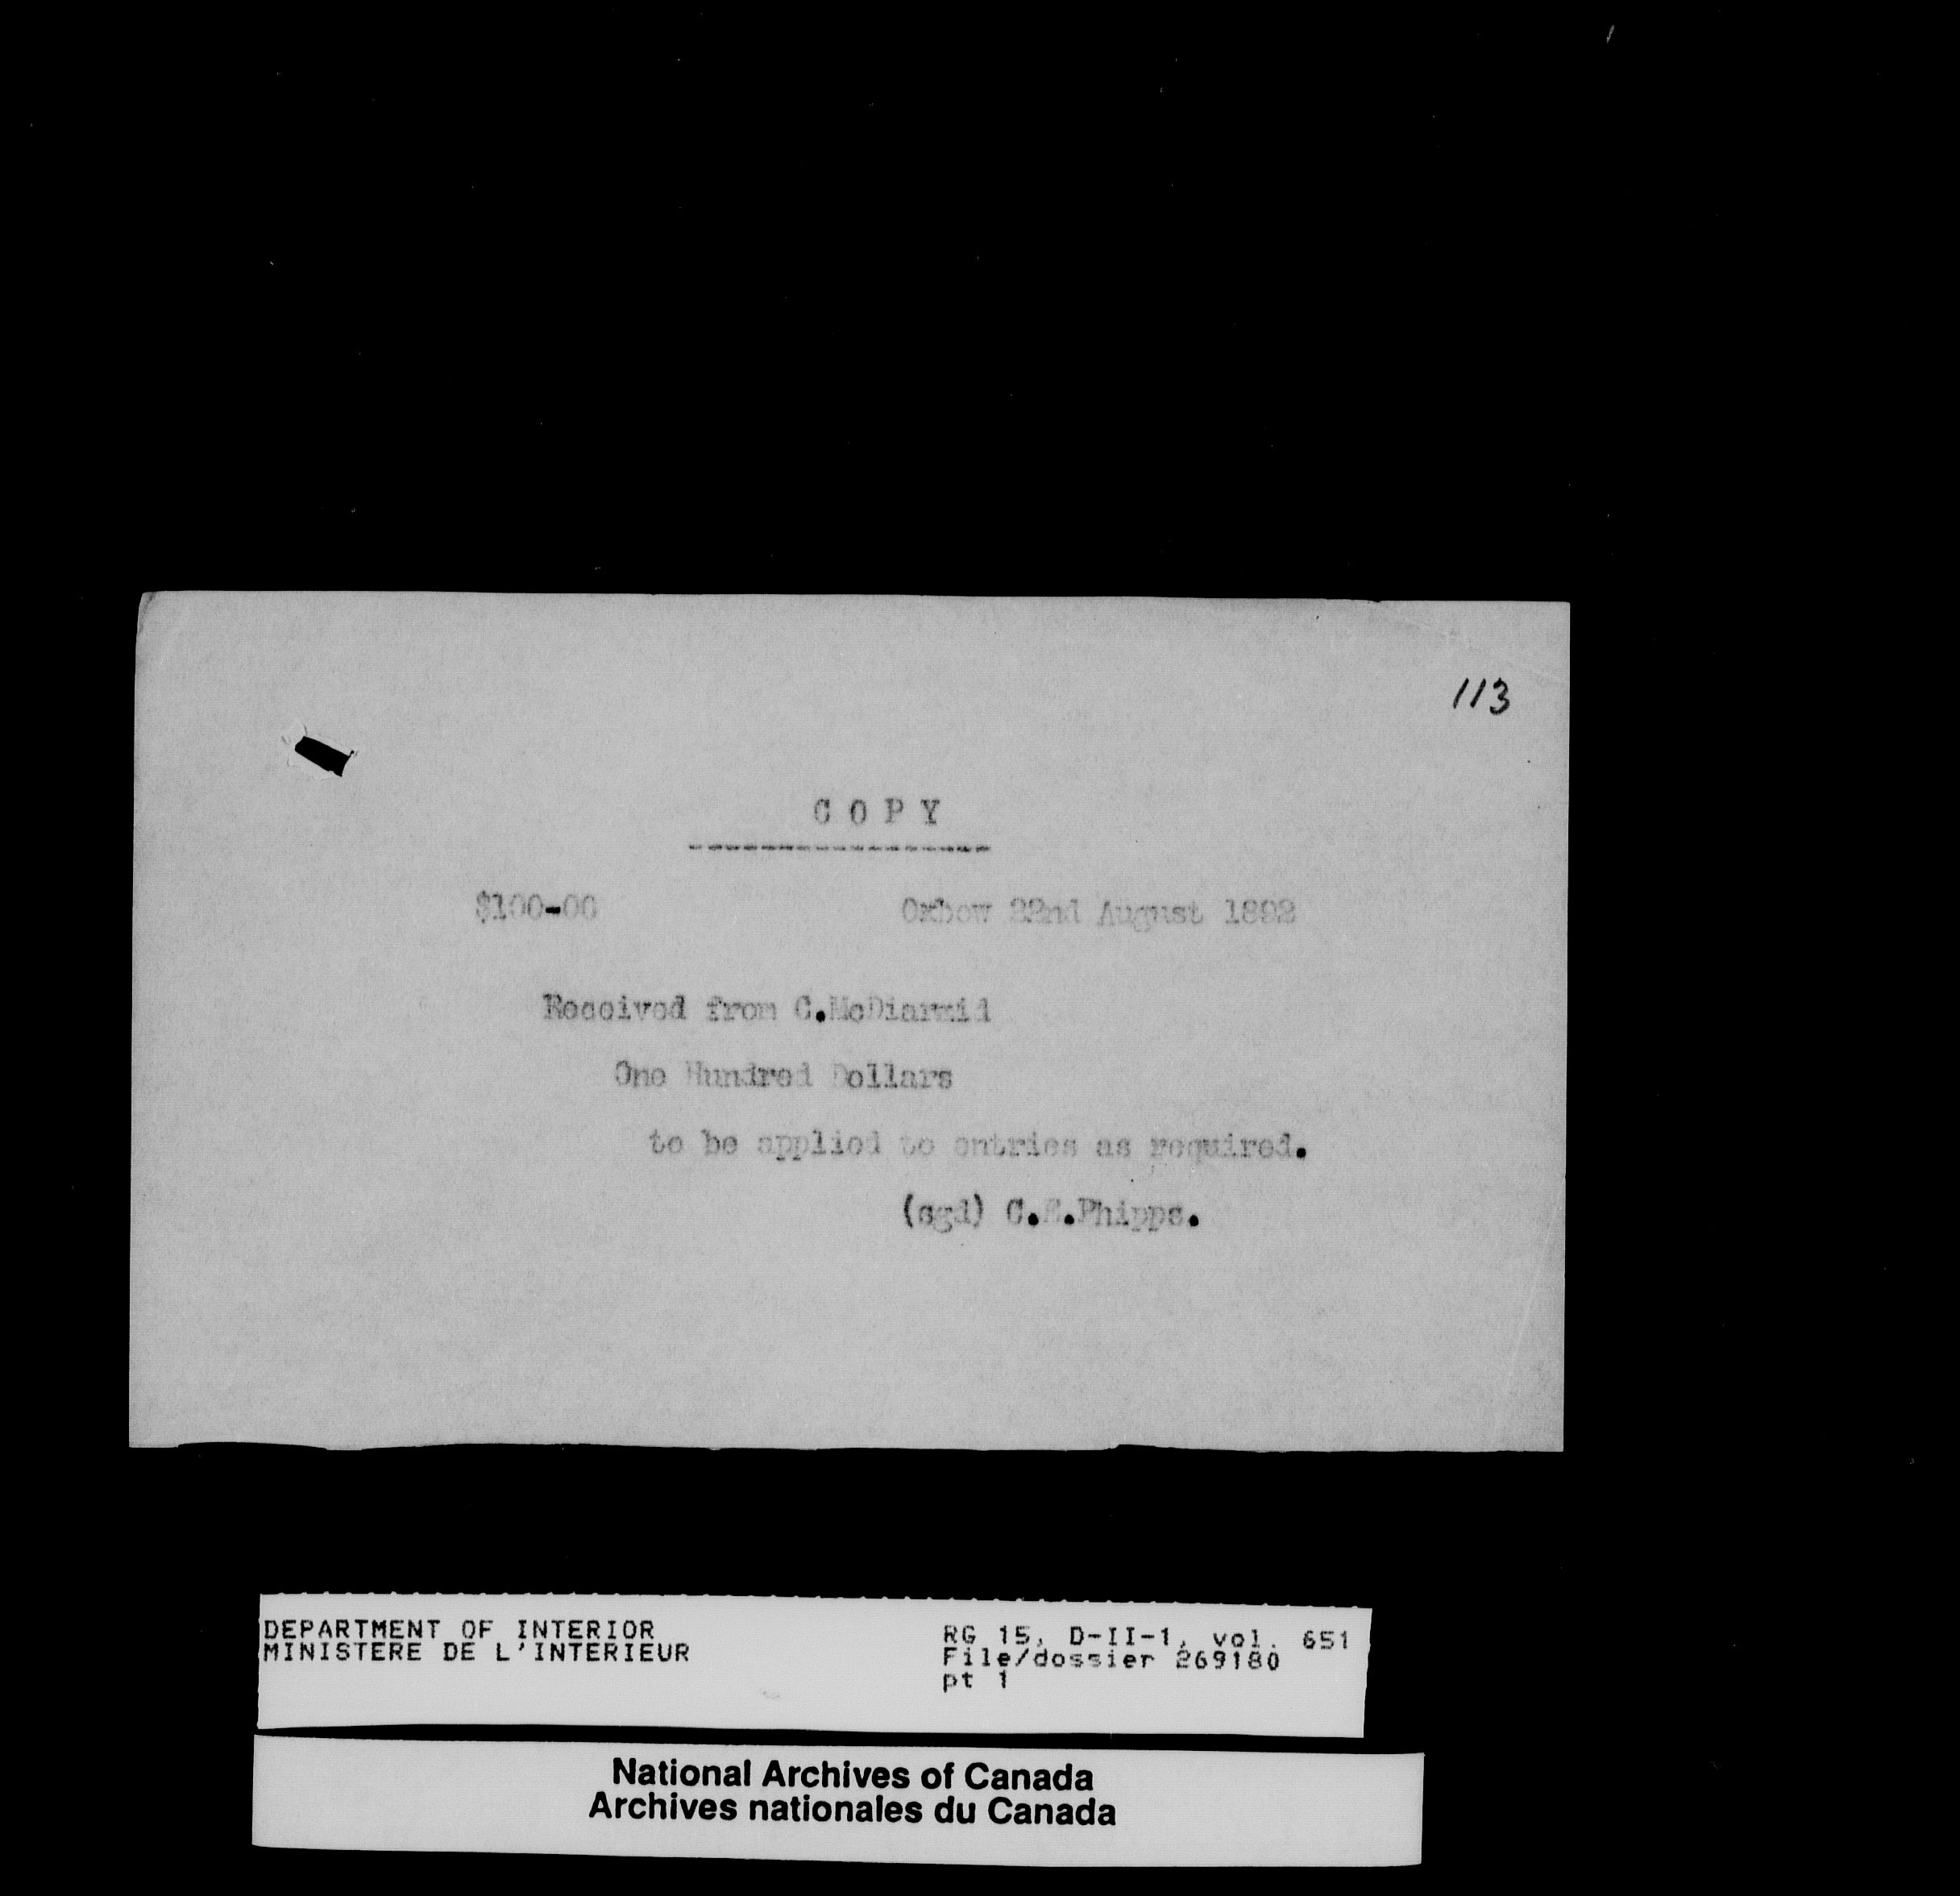 113
COPY
-----------------
$100-00 Oxbow 22nd August 1892
Received from C.McDiarmid
One Hundred Dollars
to be applied to entries as required.
(sgd) C.E.Phipps.
DEPARTMENT OF INTERIOR
MINISTERE DE L'INTERIEUR
RG 15, D-II-1, vol. 651
File/dossier 269180
pt 1
National Archives of Canada
Archives nationales du Canada